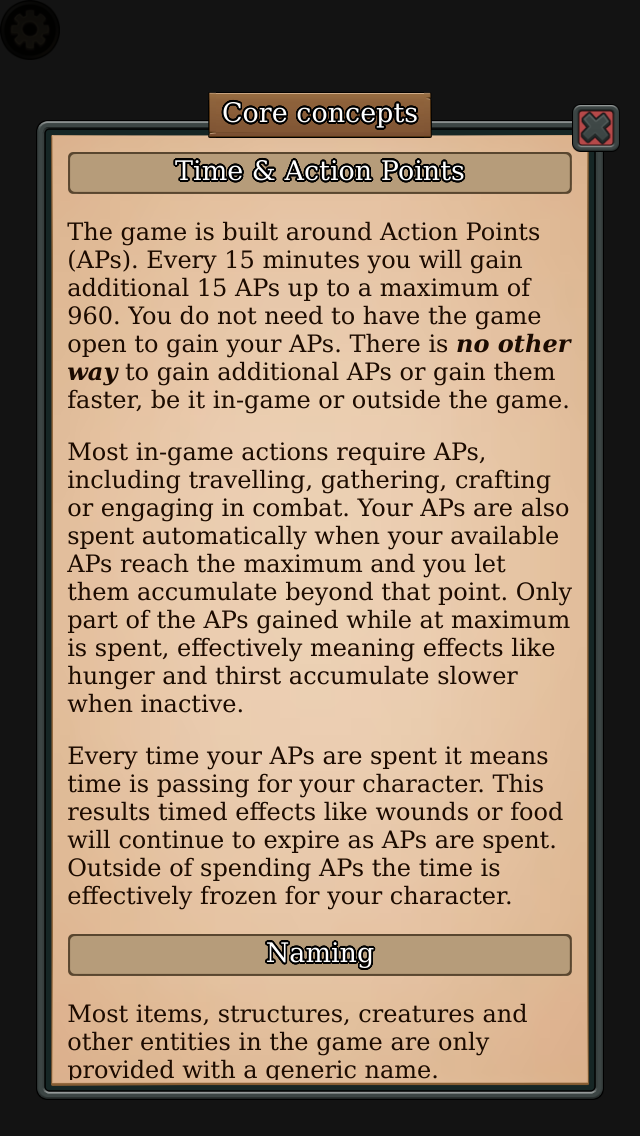 Core concepts
Time & Action Points
The game is built around Action Points
(APs). Every 15 minutes you will gain
additional 15 APs up to a maximum of
960. You do not need to have the game
open to gain your APs. There is no other
way to gain additional APs or gain them
faster, be it in-game or outside the game.
Most in-game actions require APs,
including travelling, gathering, crafting
or engaging in combat. Your APs are also
spent automatically when your available
APs reach the maximum and you let
them accumulate beyond that point. Only
part of the APs gained while at maximum
is spent, effectively meaning effects like
hunger and thirst accumulate slower
when inactive.
Every time your APs are spent it means
time is passing for your character. This
results timed effects like wounds or food
will continue to expire as APs are spent.
Outside of spending APs the time is
effectively frozen for your character.
Naming
Most items, structures, creatures and
other entities in the game are only
provided with a generic name.